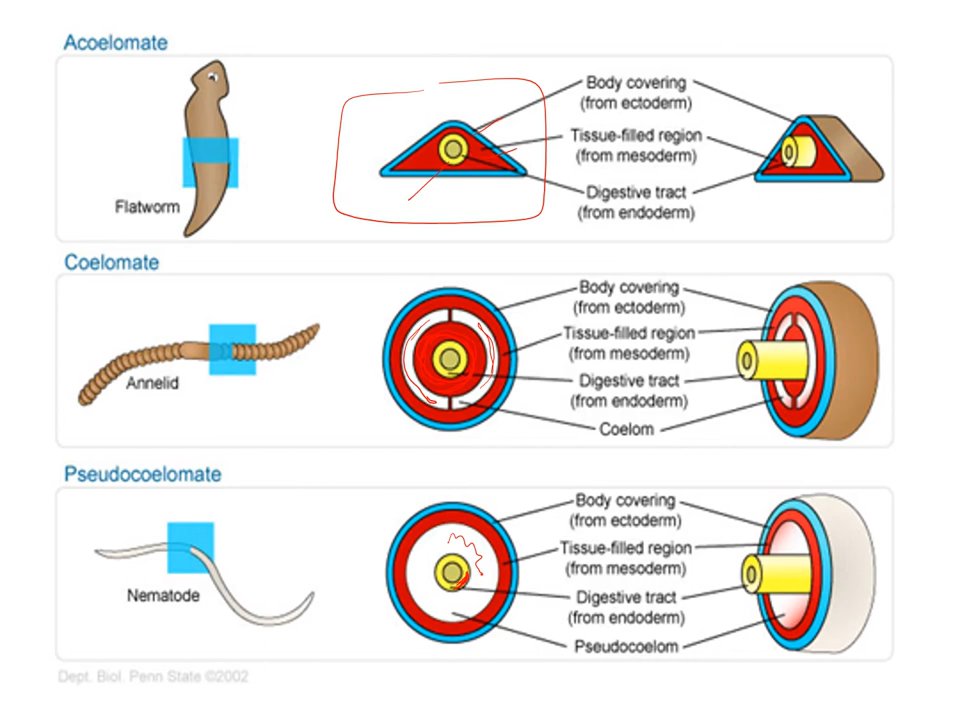 Acoelomate
Body covering
(from ectoderm)
Tissue-filled region
(from mesoderm)
Digestive tract
(from endoderm)
Flatworm
Coelomate
Body covering
(from ectoderm)
Tissue-filled region
(from mesoderm)
Digestive tract
(from endoderm)
Coelom
Annelid
Pseudocoelomate
Body covering
(from ectoderm)
Tissue-filled region
(from mesoderm)
Digestive tract
(from endoderm)
Pseudocoelom
Nematode
Dept. Biol. Penn State ©2002